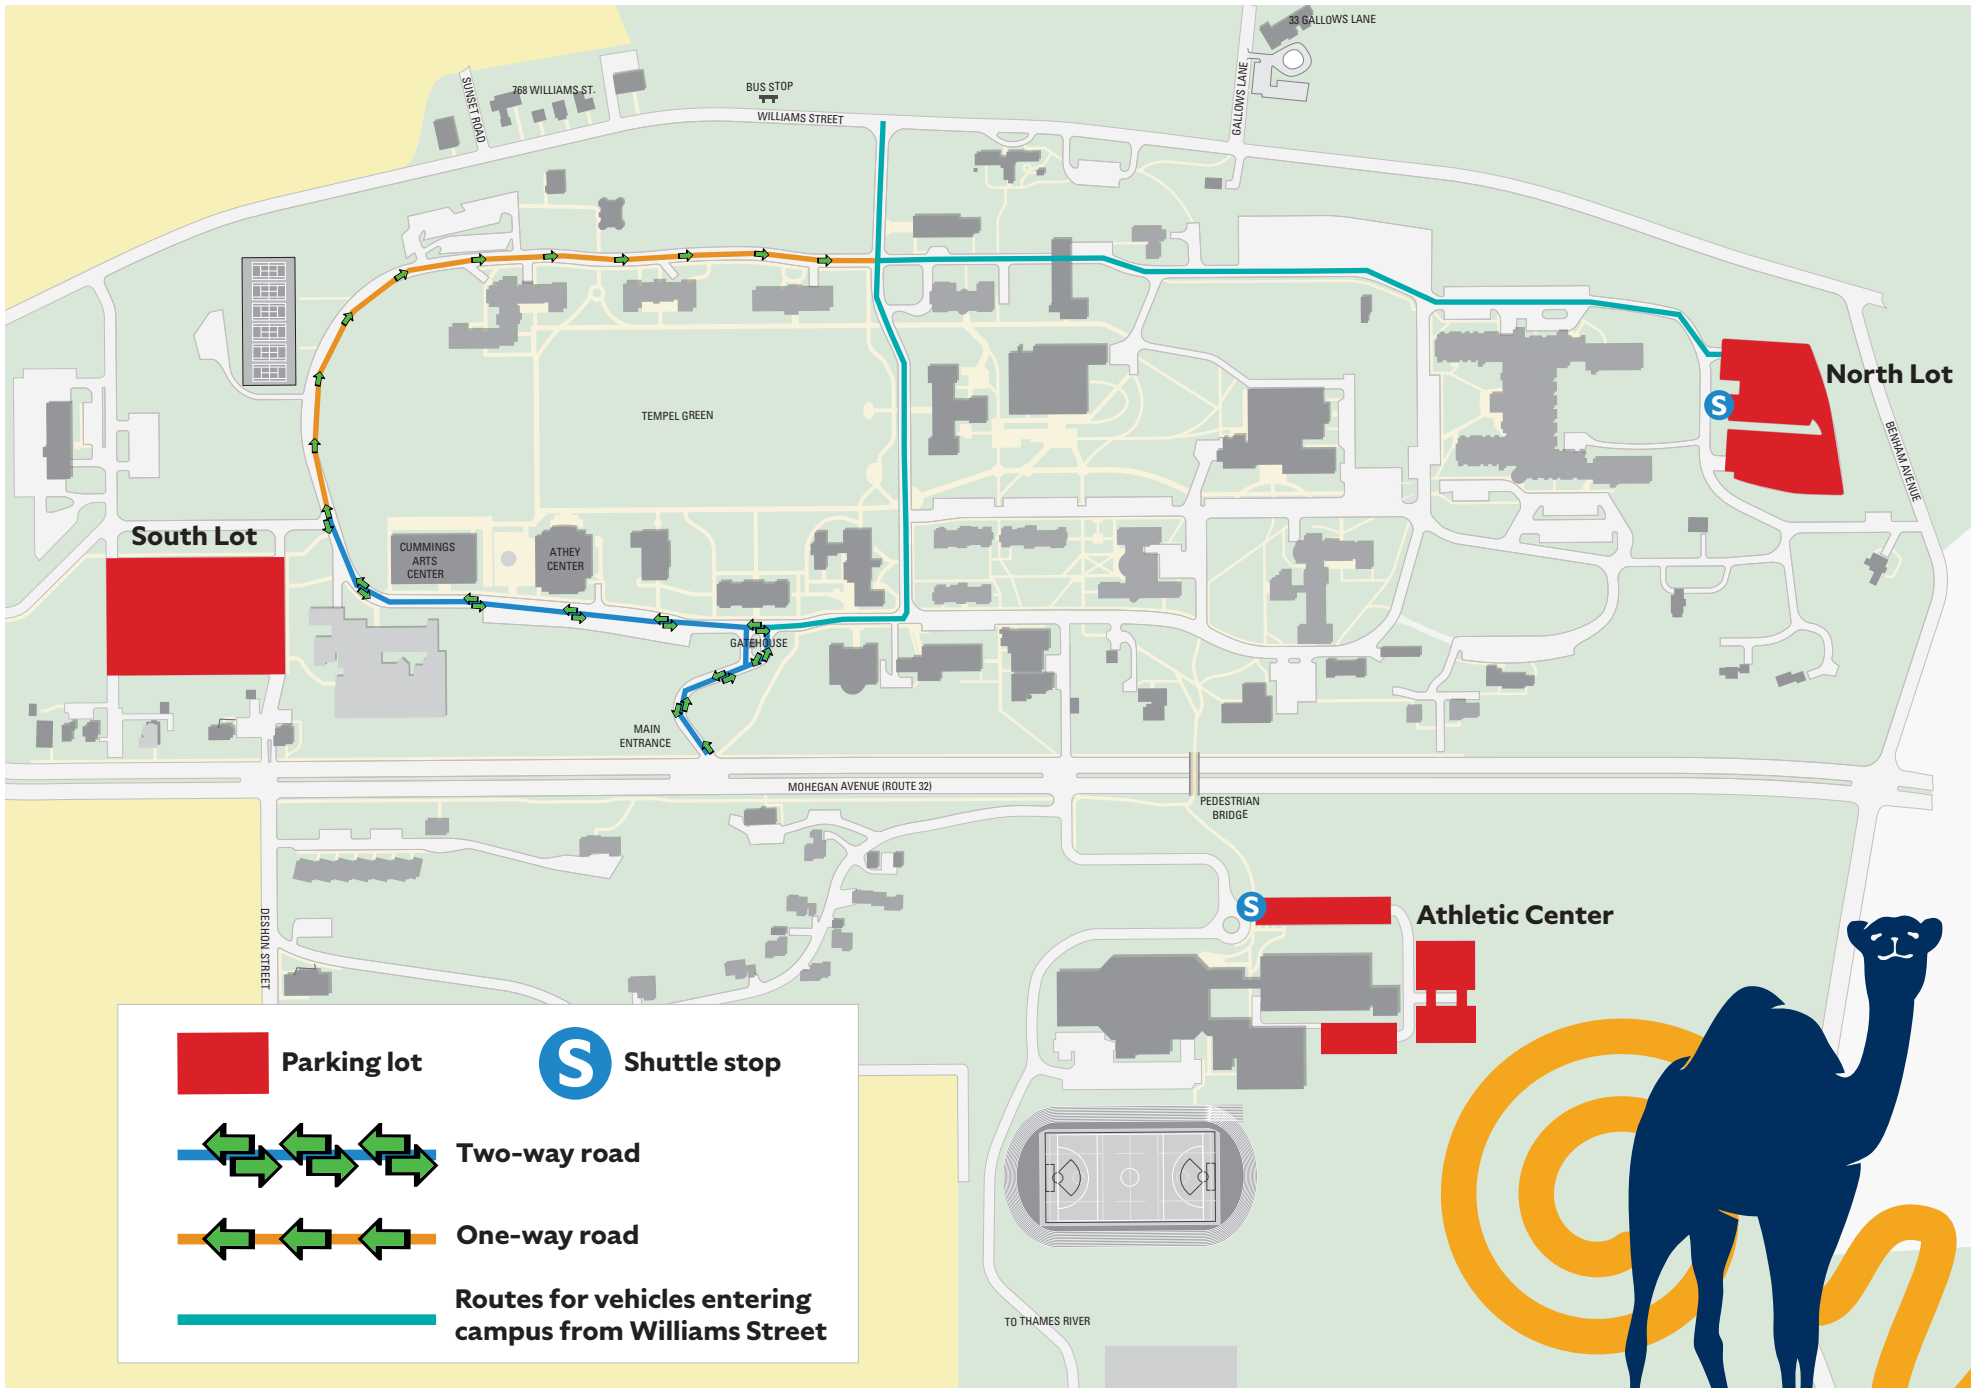 33 GALLOWS LANE
GALLOWS LANE
SUNSET ROAD
768 WILLIAMS ST.
BUS STOP
WILLIAMS STREET
North Lot
S
BENHAM AVENUE
TEMPEL GREEN
South Lot
CUMMINGS
ARTS
CENTER
ATHEY
CENTER
GATEHOUSE
MAIN
ENTRANCE
MOHEGAN AVENUE (ROUTE 32)
PEDESTRIAN
BRIDGE
DESHON STREET
S
Athletic Center
Parking lot
S
Shuttle stop
Two-way road
One-way road
Routes for vehicles entering
campus from Williams Street
TO THAMES RIVER